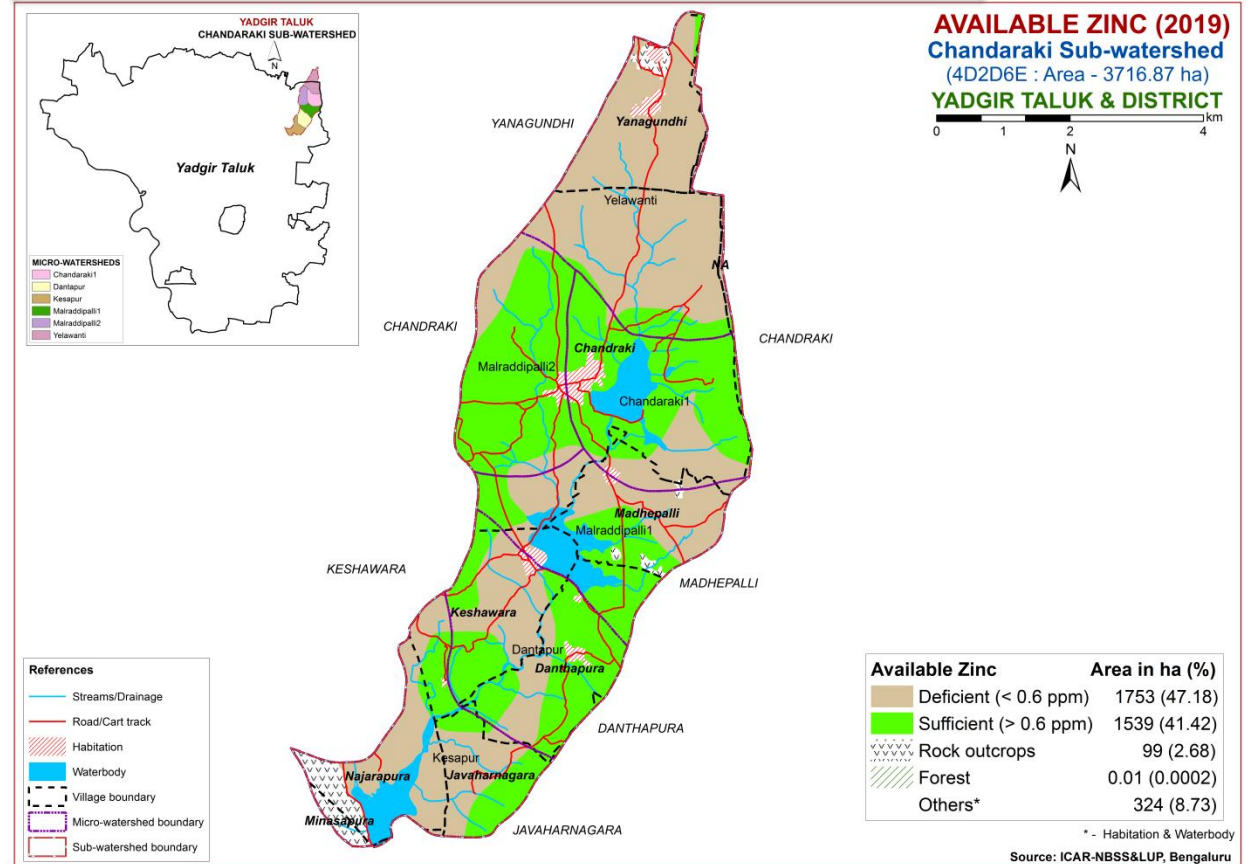 YADGIR TALUK
CHANDARAKI SUB-WATERSHED
N
Yadgir Taluk
MICRO-WATERSHEDS
Chandaraki1
Dantapur
Kesapur
Malraddipalli1
Malraddipalli2
Yelawanti
AVAILABLE ZINC (2019)
Chandaraki Sub-watershed
(4D2D6E : Area - 3716.87 ha)
YADGIR TALUK & DISTRICT
km
0 1 2 4
N
YANAGUNDHI
Yanagundhi
Yelawanti
NA
CHANDRAKI
CHANDRAKI
Chandraki
Malraddipalli2
Chandaraki1
Madhepalli
Malraddipalli1
KESHAWARA
MADHEPALLI
Keshawara
Dantapur
Danthapura
DANTHAPURA
Kesapur
Najarapura
Javaharnagara
Minasapura
JAVAHARNAGARA
References
Streams/Drainage
Road/Cart track
Habitation
Waterbody
Village boundary
Micro-watershed boundary
Sub-watershed boundary
Available Zinc Area in ha (%)
Deficient (< 0.6 ppm) 1753 (47.18)
Sufficient (> 0.6 ppm) 1539 (41.42)
Rock outcrops 99 (2.68)
Forest 0.01 (0.0002)
Others* 324 (8.73)
* - Habitation & Waterbody
Source: ICAR-NBSS&LUP, Bengaluru